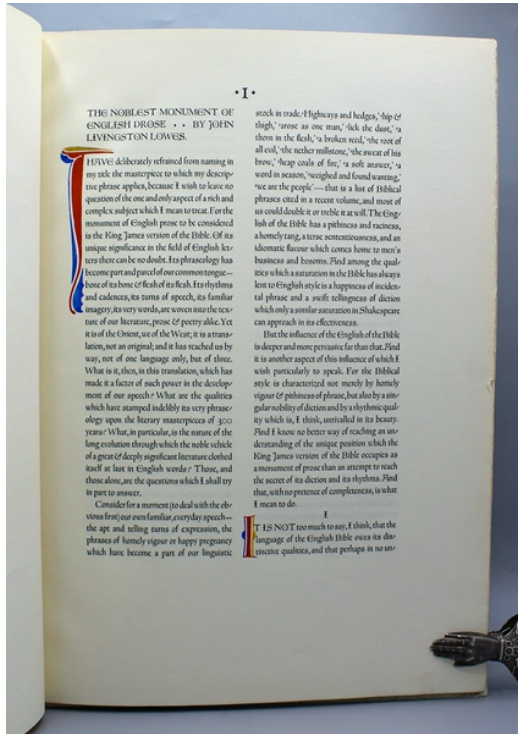 ·I·
THE NOBLEST MONUMENT OF
ENGLISH PROSE · · BY JOHN
LIVINGSTON LOWES.
I HAVE deliberately refrained from naming in
my title the masterpiece to which my descrip-
tive phrase applies, because I wish to leave no
question of the one and only aspect of a rich and
complex subject which I mean to treat. For the
monument of English prose to be considered
is the King James version of the Bible. Of its
unique significance in the field of English let-
ters there can be no doubt. Its phraseology has
become part and parcel of our common tongue—
bone of its bone & flesh of its flesh. Its rhythms
and cadences, its turns of speech, its familiar
imagery, its very words, are woven into the tex-
ture of our literature, prose & poetry alike. Yet
it is of the Orient, we of the West; it is a trans-
lation, not an original; and it has reached us by
way, not of one language only, but of three.
What is it, then, in this translation, which has
made it a factor of such power in the develop-
ment of our speech? What are the qualities
which have stamped indelibly its very phrase-
ology upon the literary masterpieces of 300
years? What, in particular, is the nature of the
long evolution through which the noble vehicle
of a great & deeply significant literature clothed
itself at last in English words? Those, and
those alone, are the questions which I shall try
in part to answer.
Consider for a moment (to deal with the ob-
vious first) our own familiar, everyday speech—
the apt and telling turns of expression, the
phrases of homely vigour or happy pregnancy
which have become a part of our linguistic
stock in trade. 'Highways and hedges,' 'hip &
thigh,' 'arose as one man,' 'lick the dust,' 'a
thorn in the flesh,' 'a broken reed,' 'the root of
all evil,' 'the nether millstone,' 'the sweat of his
brow,' 'heap coals of fire,' 'a soft answer,' 'a
word in season,' 'weighed and found wanting,'
'we are the people'—that is a list of Biblical
phrases cited in a recent volume, and most of
us could double it or treble it at will. The Eng-
lish of the Bible has a pithiness and raciness,
a homely tang, a terse sententiousness, and an
idiomatic flavour which comes home to men's
business and bosoms. And among the qual-
ities which a saturation in the Bible has always
lent to English style is a happiness of inciden-
tal phrase and a swift tellingness of diction
which only a similar saturation in Shakespeare
can approach in its effectiveness.
But the influence of the English of the Bible
is deeper and more pervasive far than that. And
it is another aspect of this influence of which I
wish particularly to speak. For the Biblical
style is characterized not merely by homely
vigour & pithiness of phrase, but also by a sin-
gular nobility of diction and by a rhythmic qual-
ity which is, I think, unrivalled in its beauty.
And I know no better way of reaching an un-
derstanding of the unique position which the
King James version of the Bible occupies as
a monument of prose than an attempt to reach
the secret of its diction and its rhythms. And
that, with no pretence of completeness, is what
I mean to do.
I
IT IS NOT too much to say, I think, that the
language of the English Bible owes its dis-
tinctive qualities, and that perhaps in no un-